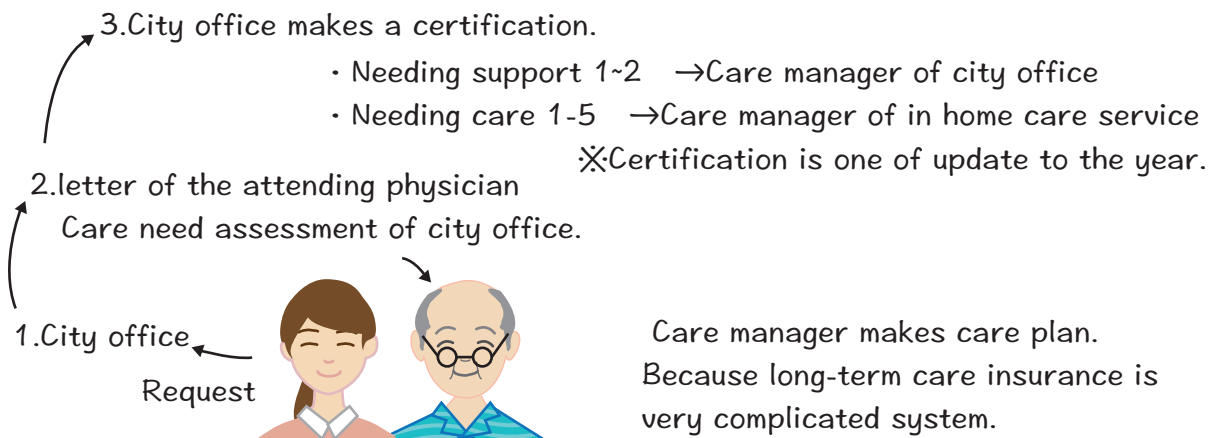 3.City office makes a certification.
・Needing support 1~2 →Care manager of city office
・Needing care 1-5 →Care manager of in home care service
※Certification is one of update to the year.
2.letter of the attending physician
Care need assessment of city office.
1.City office
Request
Care manager makes care plan.
Because long-term care insurance is
very complicated system.